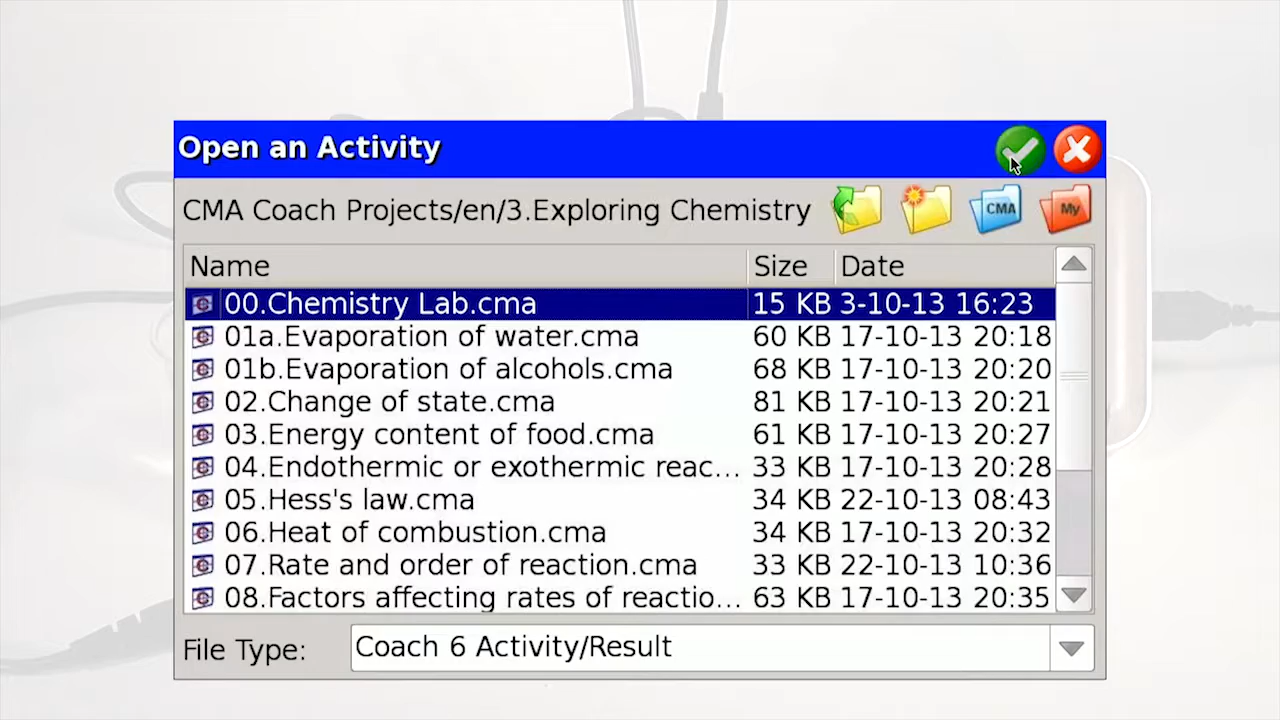 Open an Activity
CMA Coach Projects/en/3.Exploring Chemistry CMA My
Name Size Date
00.Chemistry Lab.cma 15 KB 3-10-13 16:23
01a.Evaporation of water.cma 60 KB 17-10-13 20:18
01b.Evaporation of alcohols.cma 68 KB 17-10-13 20:20
02.Change of state.cma 81 KB 17-10-13 20:21
03.Energy content of food.cma 61 KB 17-10-13 20:27
04.Endothermic or exothermic reac... 33 KB 17-10-13 20:28
05.Hess's law.cma 34 KB 22-10-13 08:43
06.Heat of combustion.cma 34 KB 17-10-13 20:32
07.Rate and order of reaction.cma 33 KB 22-10-13 10:36
08.Factors affecting rates of reactio... 63 KB 17-10-13 20:35
File Type: Coach 6 Activity/Result